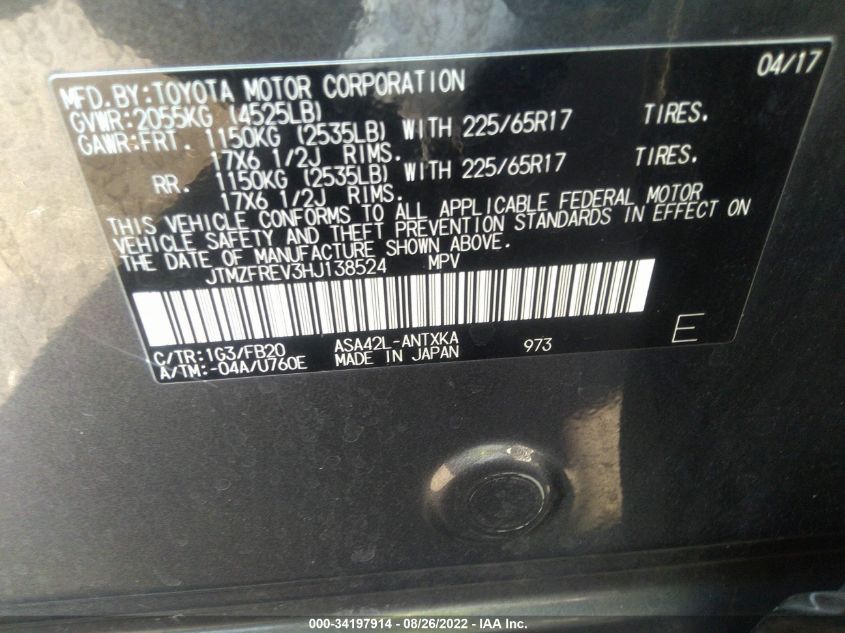 04/17
MFD.BY:TOYOTA MOTOR CORPORATION
GVWR:2055KG (4525LB)
GAWR:FRT. 1150KG (2535LB) WITH 225/65R17 TIRES.
17X6 1/2J RIMS.
RR. 1150KG (2535LB) WITH 225/65R17 TIRES.
17X6 1/2J RIMS.
THIS VEHICLE CONFORMS TO ALL APPLICABLE FEDERAL MOTOR
VEHICLE SAFETY AND THEFT PREVENTION STANDARDS IN EFFECT ON
THE DATE OF MANUFACTURE SHOWN ABOVE.
JTMZFREV3HJ138524 MPV
C/TR:1G3/FB20 ASA42L-ANTXKA 973 E
A/TM:-04A/U760E MADE IN JAPAN
000-34197914 - 08/26/2022 - IAA Inc.